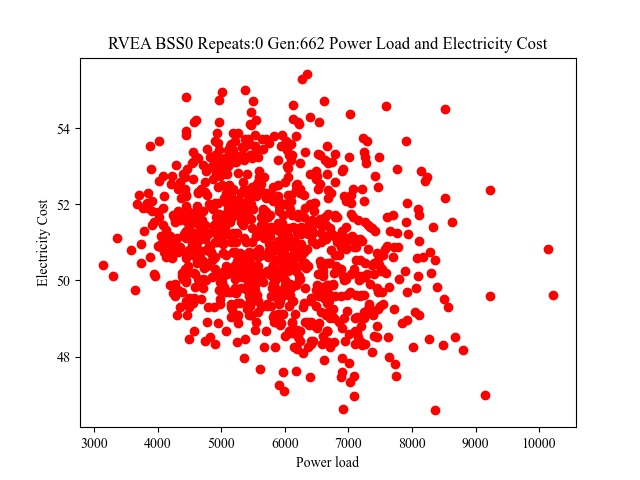 RVEA BSS0 Repeats:0 Gen:662 Power Load and Electricity Cost
54
52
50
48
Electricity Cost
3000 4000 5000 6000 7000 8000 9000 10000
Power load